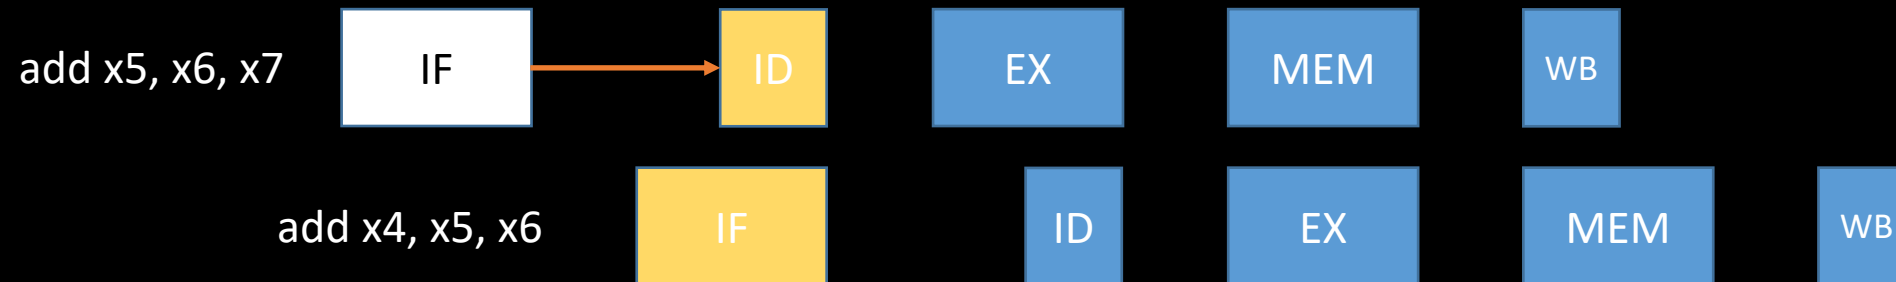 add x5, x6, x7 IF ID EX MEM WB
add x4, x5, x6 IF ID EX MEM WB